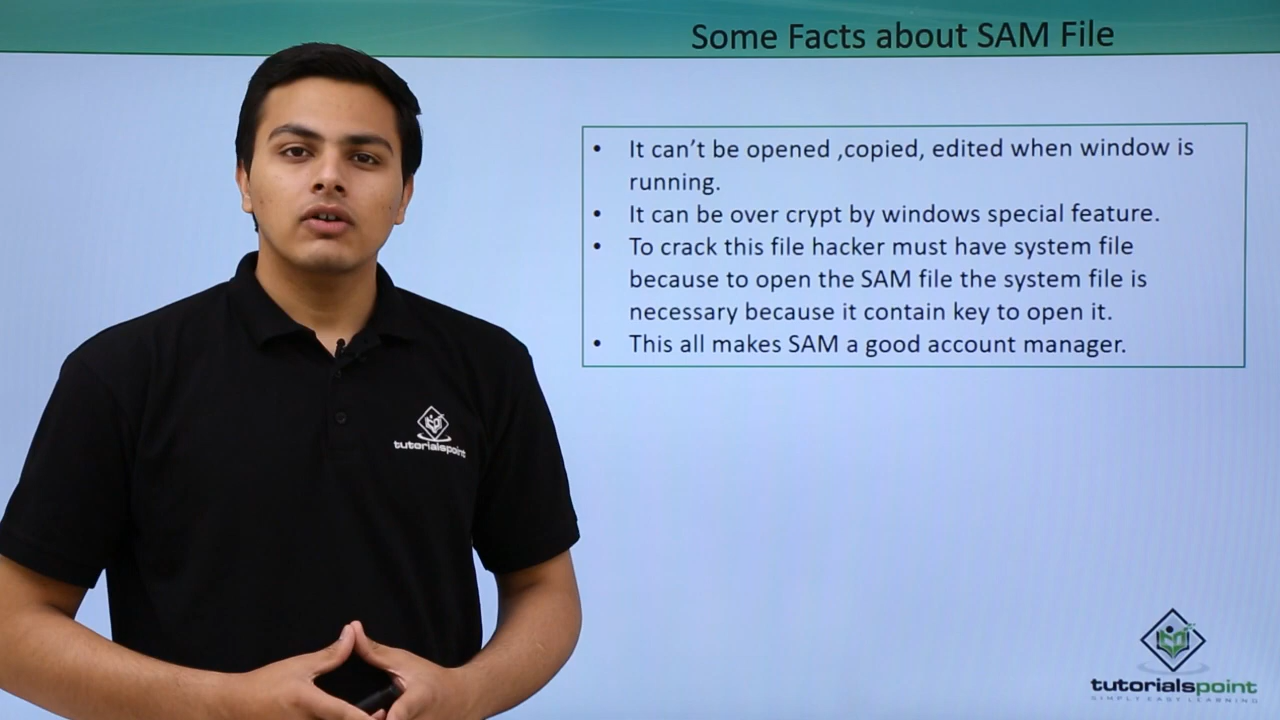 Some Facts about SAM File
• It can't be opened ,copied, edited when window is
running.
• It can be over crypt by windows special feature.
• To crack this file hacker must have system file
because to open the SAM file the system file is
necessary because it contain key to open it.
• This all makes SAM a good account manager.
tutorialspoint
tutorialspoint
SIMPLY EASY LEARNING